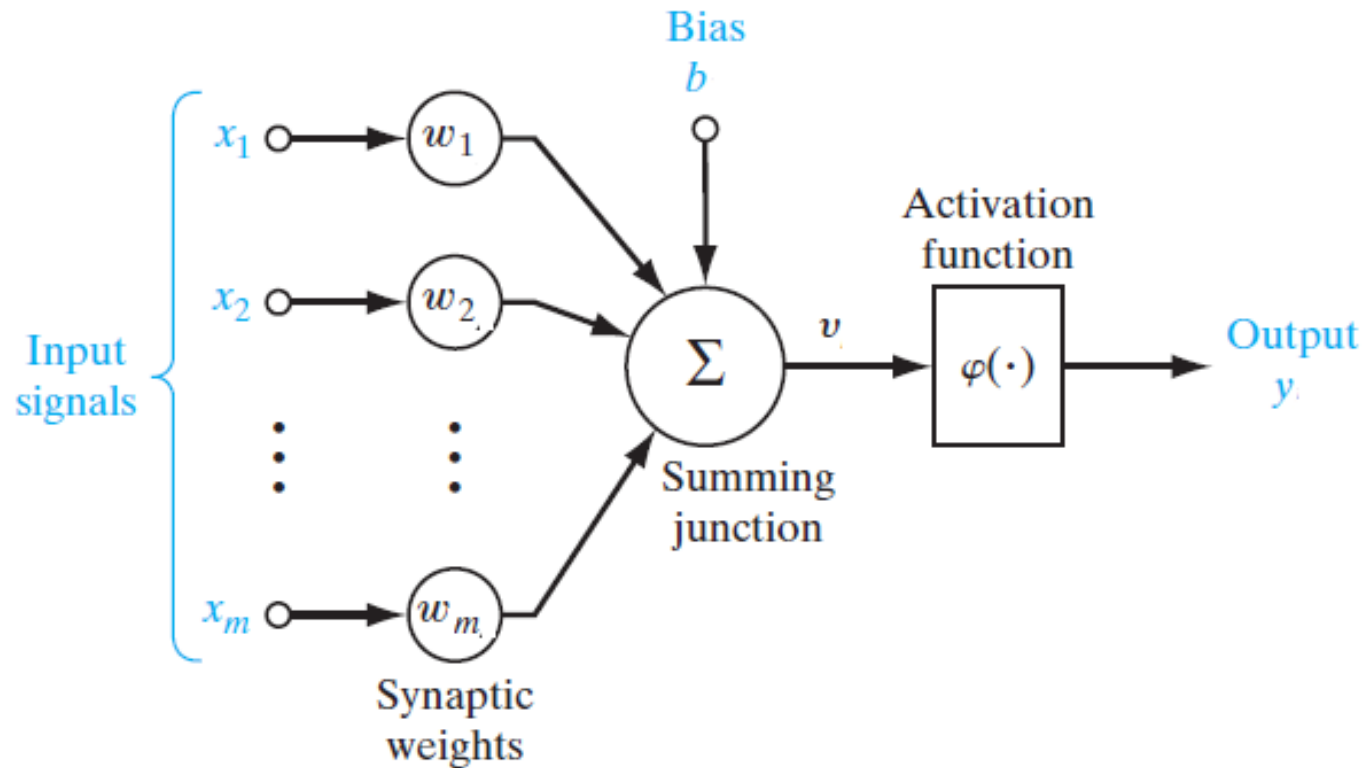 Bias
b
x₁
w₁
Activation
function
x₂
w₂
Input
signals
Σ
v
φ(·)
Output
y
Summing
junction
xₘ
wₘ
Synaptic
weights